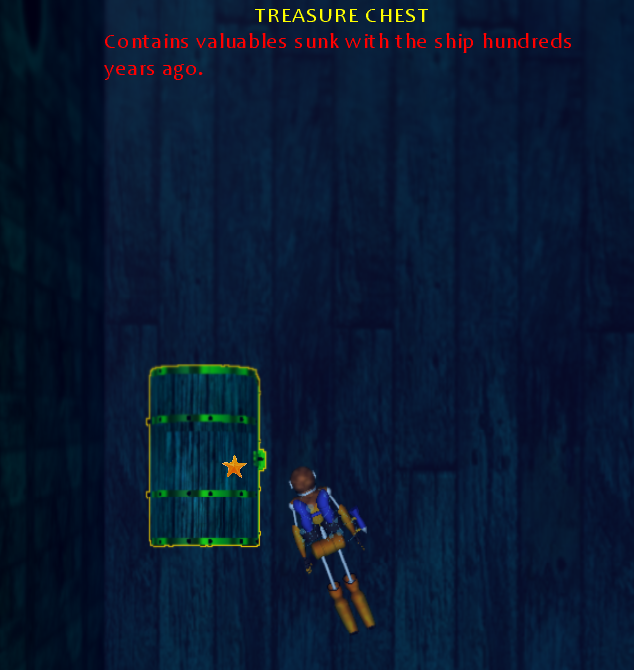 TREASURE CHEST
Contains valuables sunk with the ship hundreds
years ago.